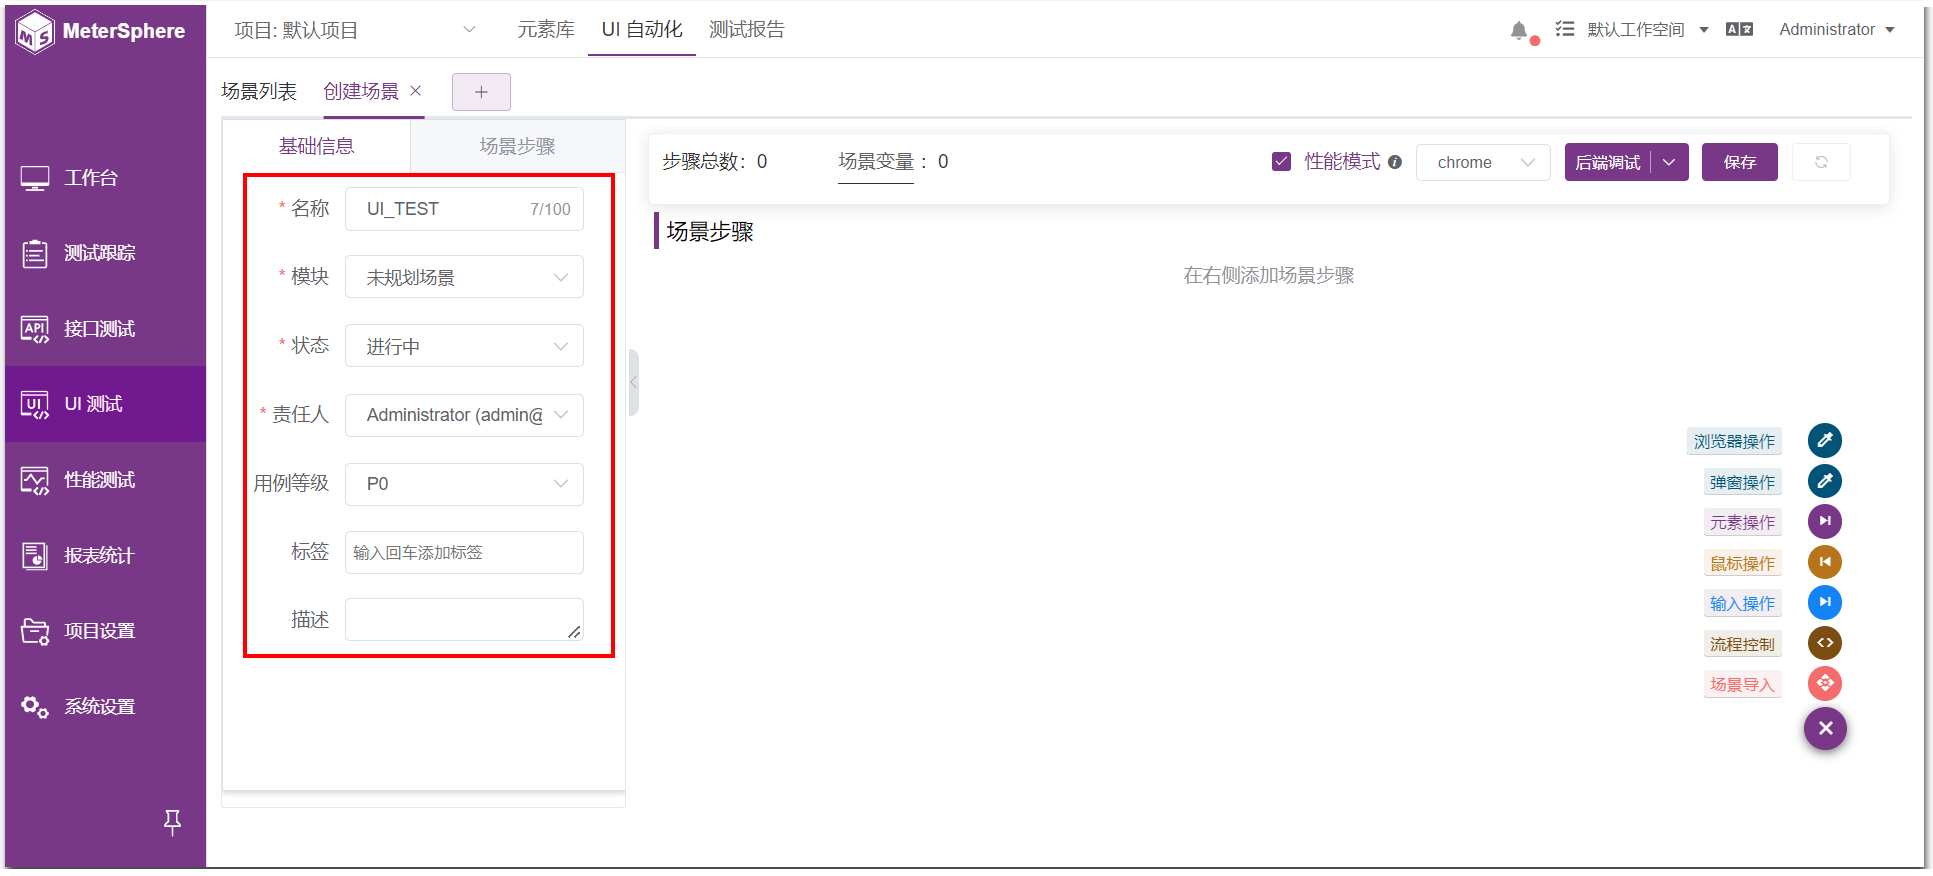 MeterSphere
项目: 默认项目
元素库
UI 自动化
测试报告
默认工作空间
Administrator
场景列表
创建场景
工作台
测试跟踪
API
接口测试
UI
UI 测试
性能测试
报表统计
项目设置
系统设置
基础信息
场景步骤
* 名称
UI_TEST
7/100
* 模块
未规划场景
* 状态
进行中
* 责任人
Administrator (admin@
用例等级
P0
标签
输入回车添加标签
描述
步骤总数: 0
场景变量 : 0
性能模式
chrome
后端调试
保存
场景步骤
在右侧添加场景步骤
浏览器操作
弹窗操作
元素操作
鼠标操作
输入操作
流程控制
场景导入